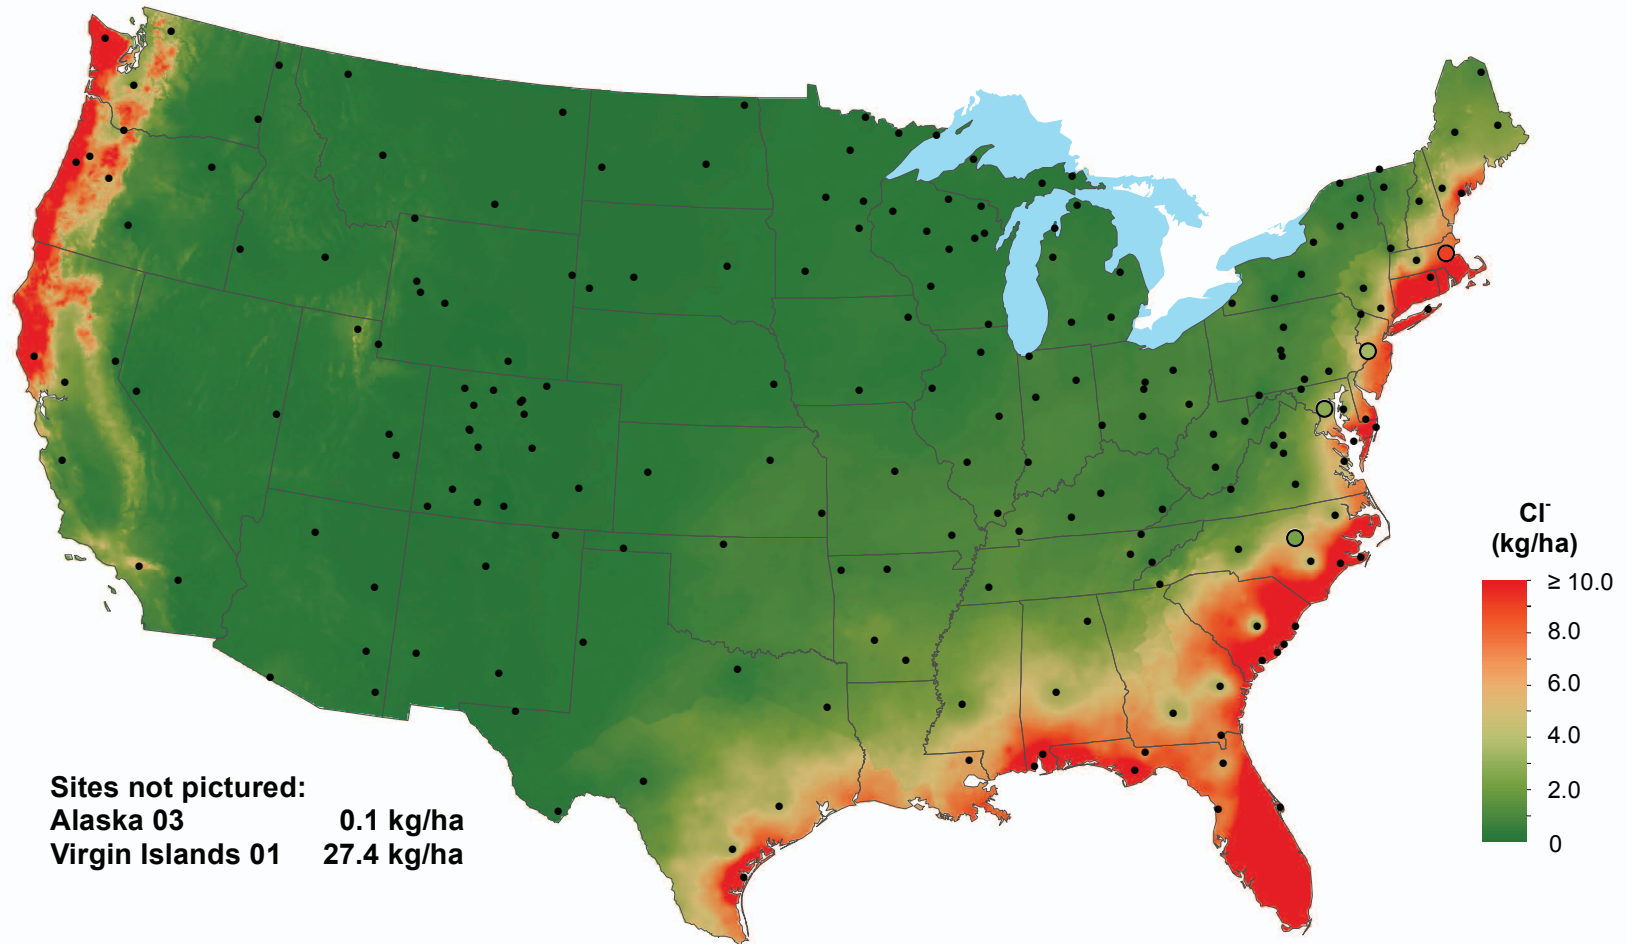 Cl⁻
(kg/ha)
≥ 10.0
8.0
6.0
4.0
2.0
0
Sites not pictured:
Alaska 03 0.1 kg/ha
Virgin Islands 01 27.4 kg/ha